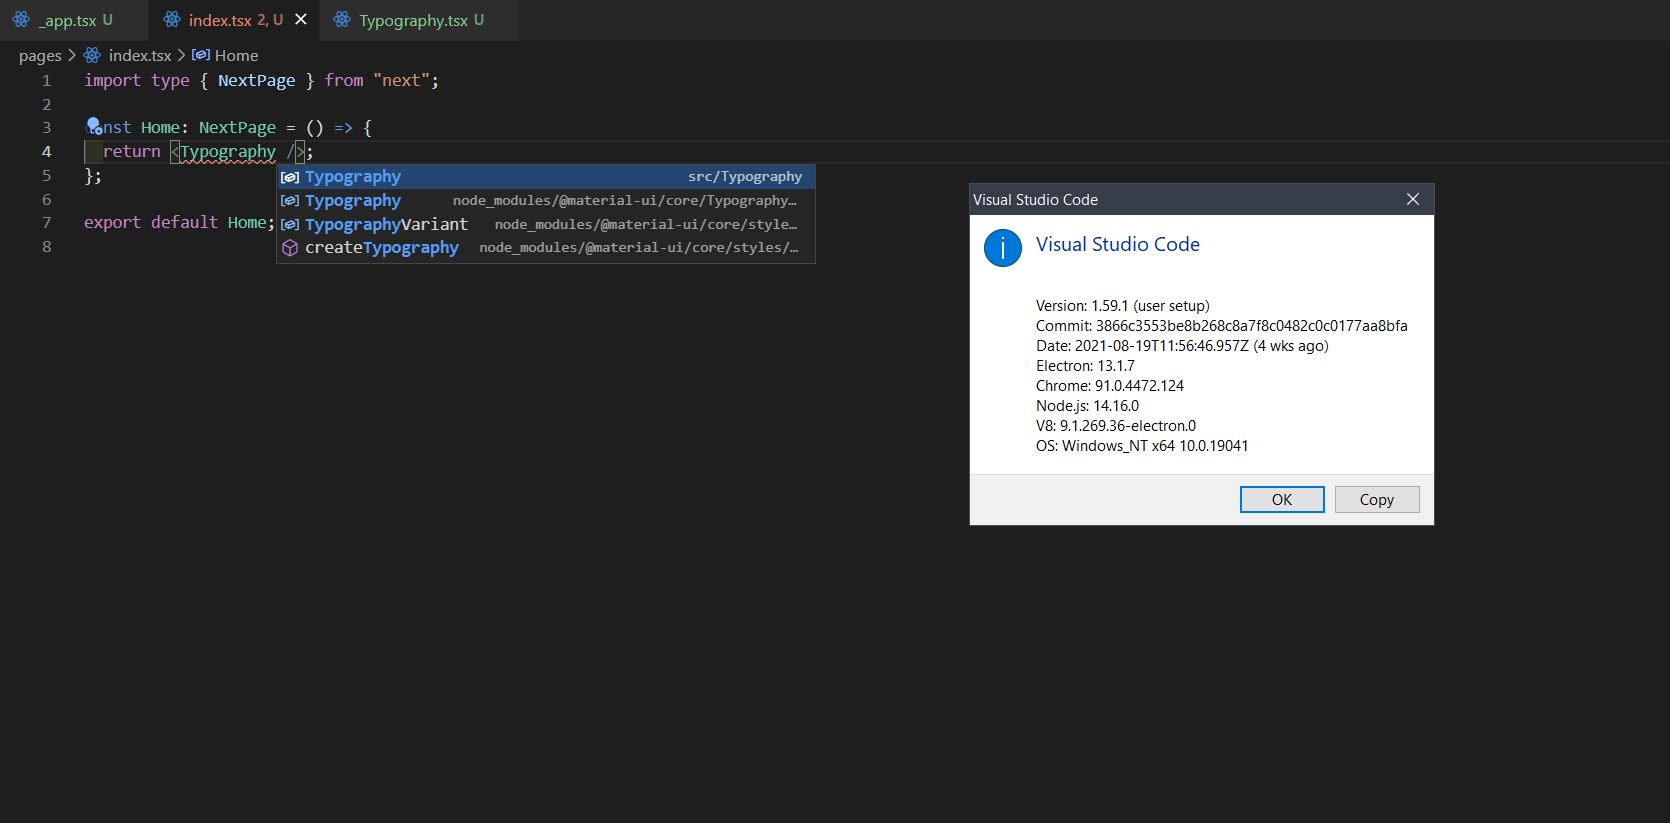 _app.tsx U
index.tsx 2, U
Typography.tsx U
pages > index.tsx > Home
1 import type { NextPage } from "next";
2
3 nst Home: NextPage = () => {
4 return <Typography />;
5 };
6
7 export default Home;
8
Typography src/Typography
Typography node_modules/@material-ui/core/Typography…
TypographyVariant node_modules/@material-ui/core/style…
createTypography node_modules/@material-ui/core/styles/…
Visual Studio Code
Visual Studio Code
Version: 1.59.1 (user setup)
Commit: 3866c3553be8b268c8a7f8c0482c0c0177aa8bfa
Date: 2021-08-19T11:56:46.957Z (4 wks ago)
Electron: 13.1.7
Chrome: 91.0.4472.124
Node.js: 14.16.0
V8: 9.1.269.36-electron.0
OS: Windows_NT x64 10.0.19041
OK Copy